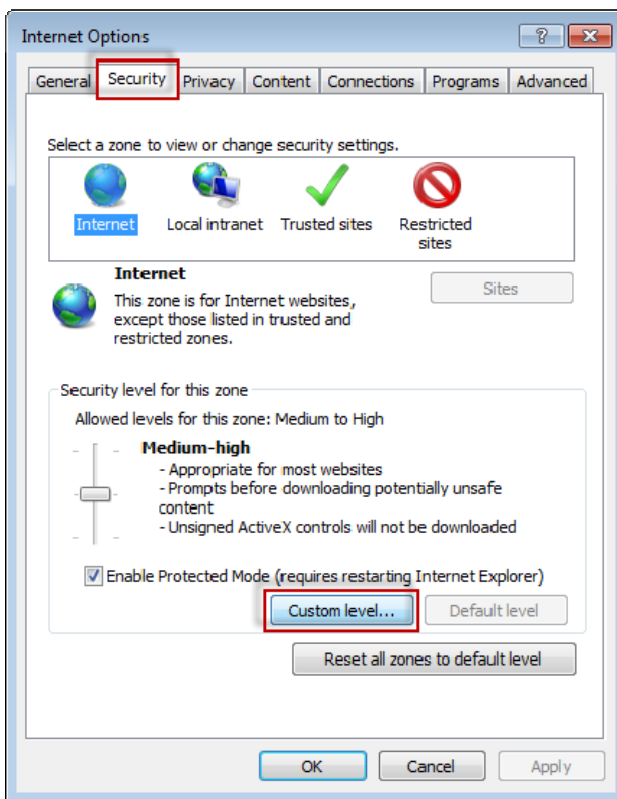 Internet Options
General Security Privacy Content Connections Programs Advanced
Select a zone to view or change security settings.
Internet Local intranet Trusted sites Restricted
sites
Internet
Sites
This zone is for Internet websites,
except those listed in trusted and
restricted zones.
Security level for this zone
Allowed levels for this zone: Medium to High
Medium-high
- Appropriate for most websites
- Prompts before downloading potentially unsafe
content
- Unsigned ActiveX controls will not be downloaded
Enable Protected Mode (requires restarting Internet Explorer)
Custom level... Default level
Reset all zones to default level
OK Cancel Apply